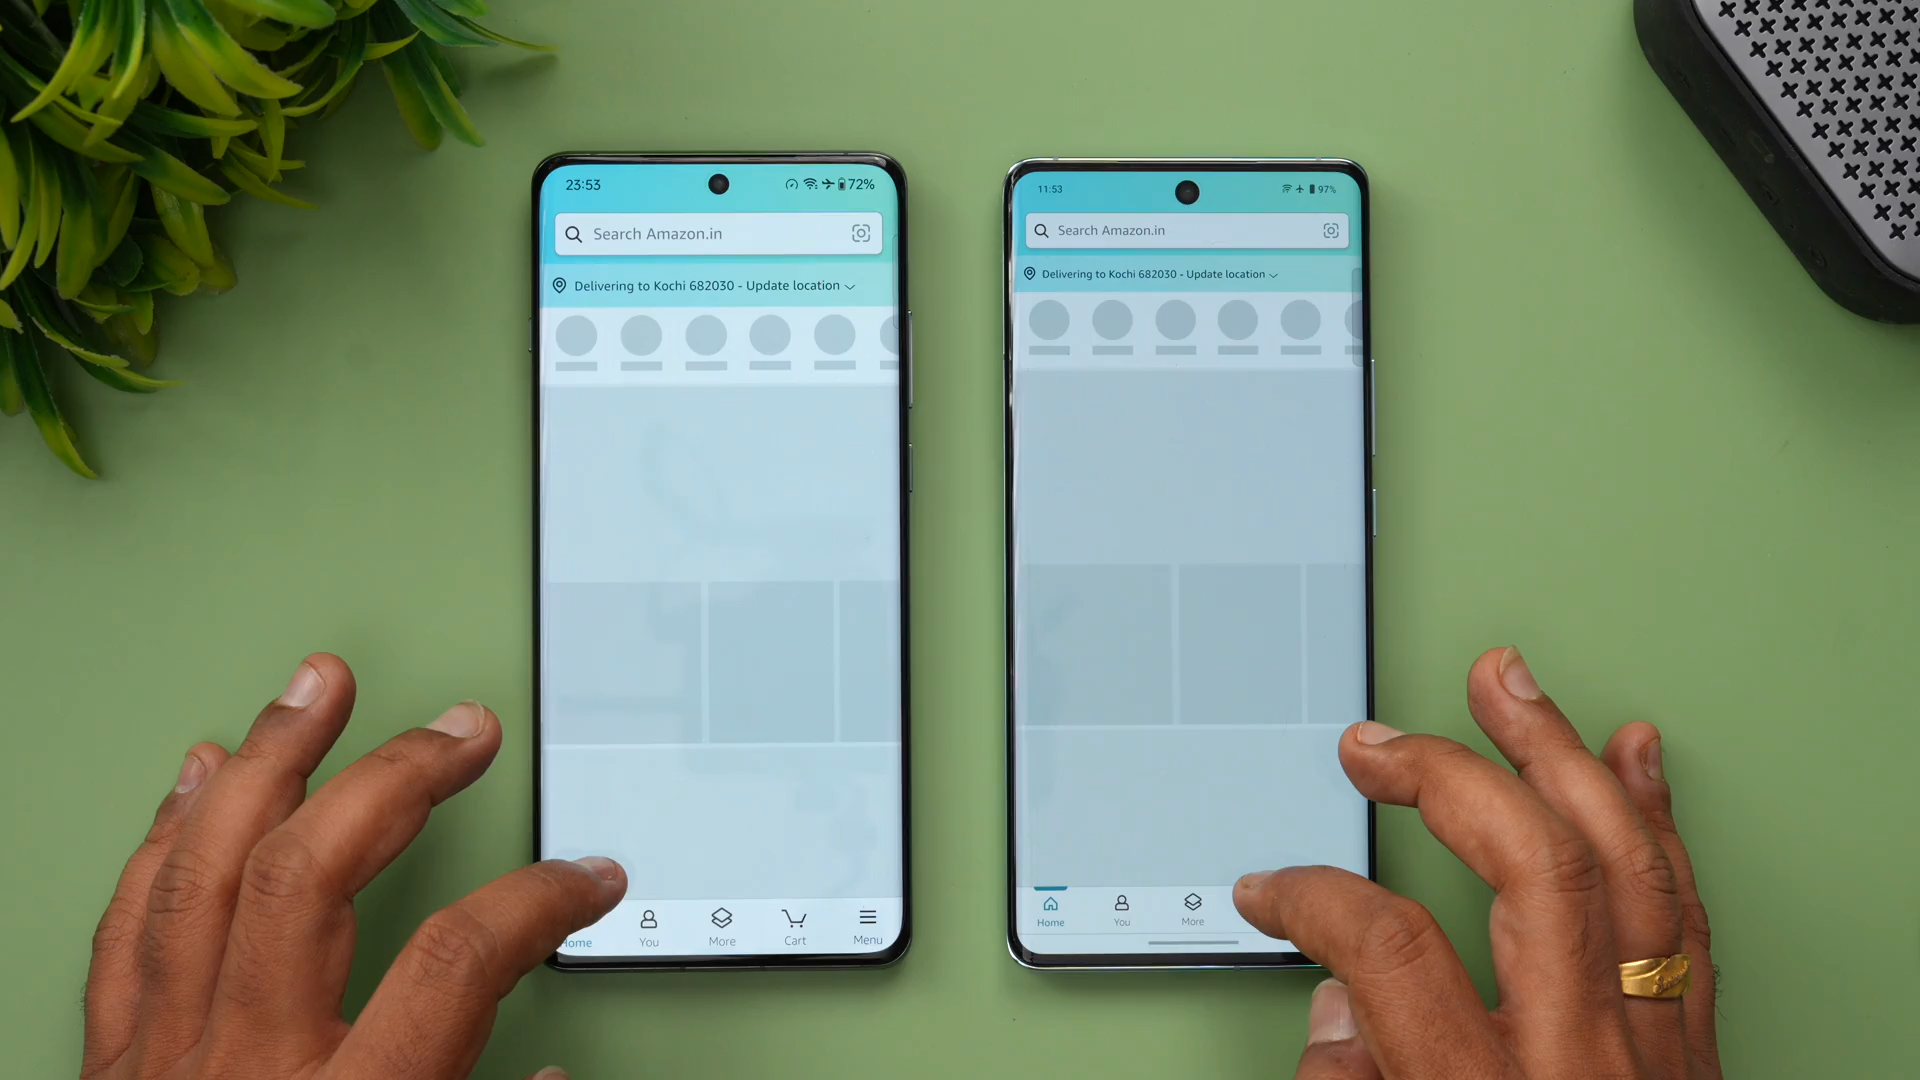 23:53
72%
Search Amazon.in
Delivering to Kochi 682030 - Update location
Home
You
More
Cart
Menu
11:53
97%
Search Amazon.in
Delivering to Kochi 682030 - Update location
Home
You
More